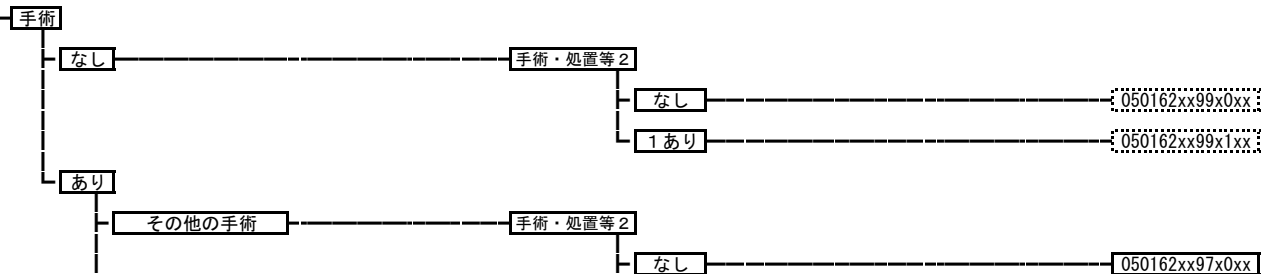 手術
なし 手術・処置等2
なし 050162xx99x0xx
1あり 050162xx99x1xx
あり
その他の手術 手術・処置等2
なし 050162xx97x0xx